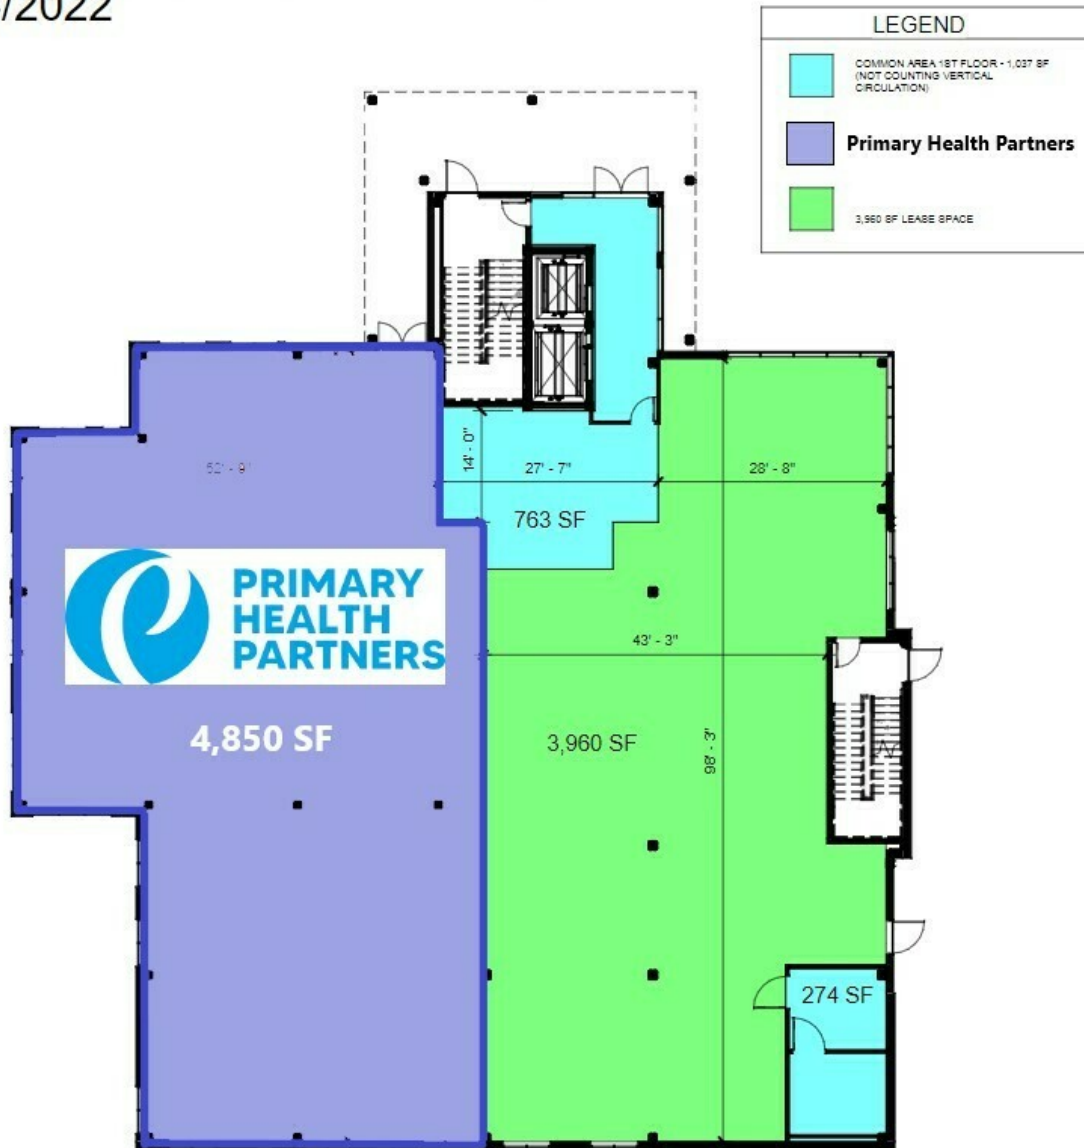 /2022
LEGEND
COMMON AREA 1ST FLOOR - 1,037 SF
(NOT COUNTING VERTICAL
CIRCULATION)
Primary Health Partners
3,960 SF LEASE SPACE
52' - 9"
14' - 0"
27' - 7"
28' - 8"
763 SF
PRIMARY
HEALTH
PARTNERS
43' - 3"
4,850 SF
3,960 SF
98' - 3"
274 SF